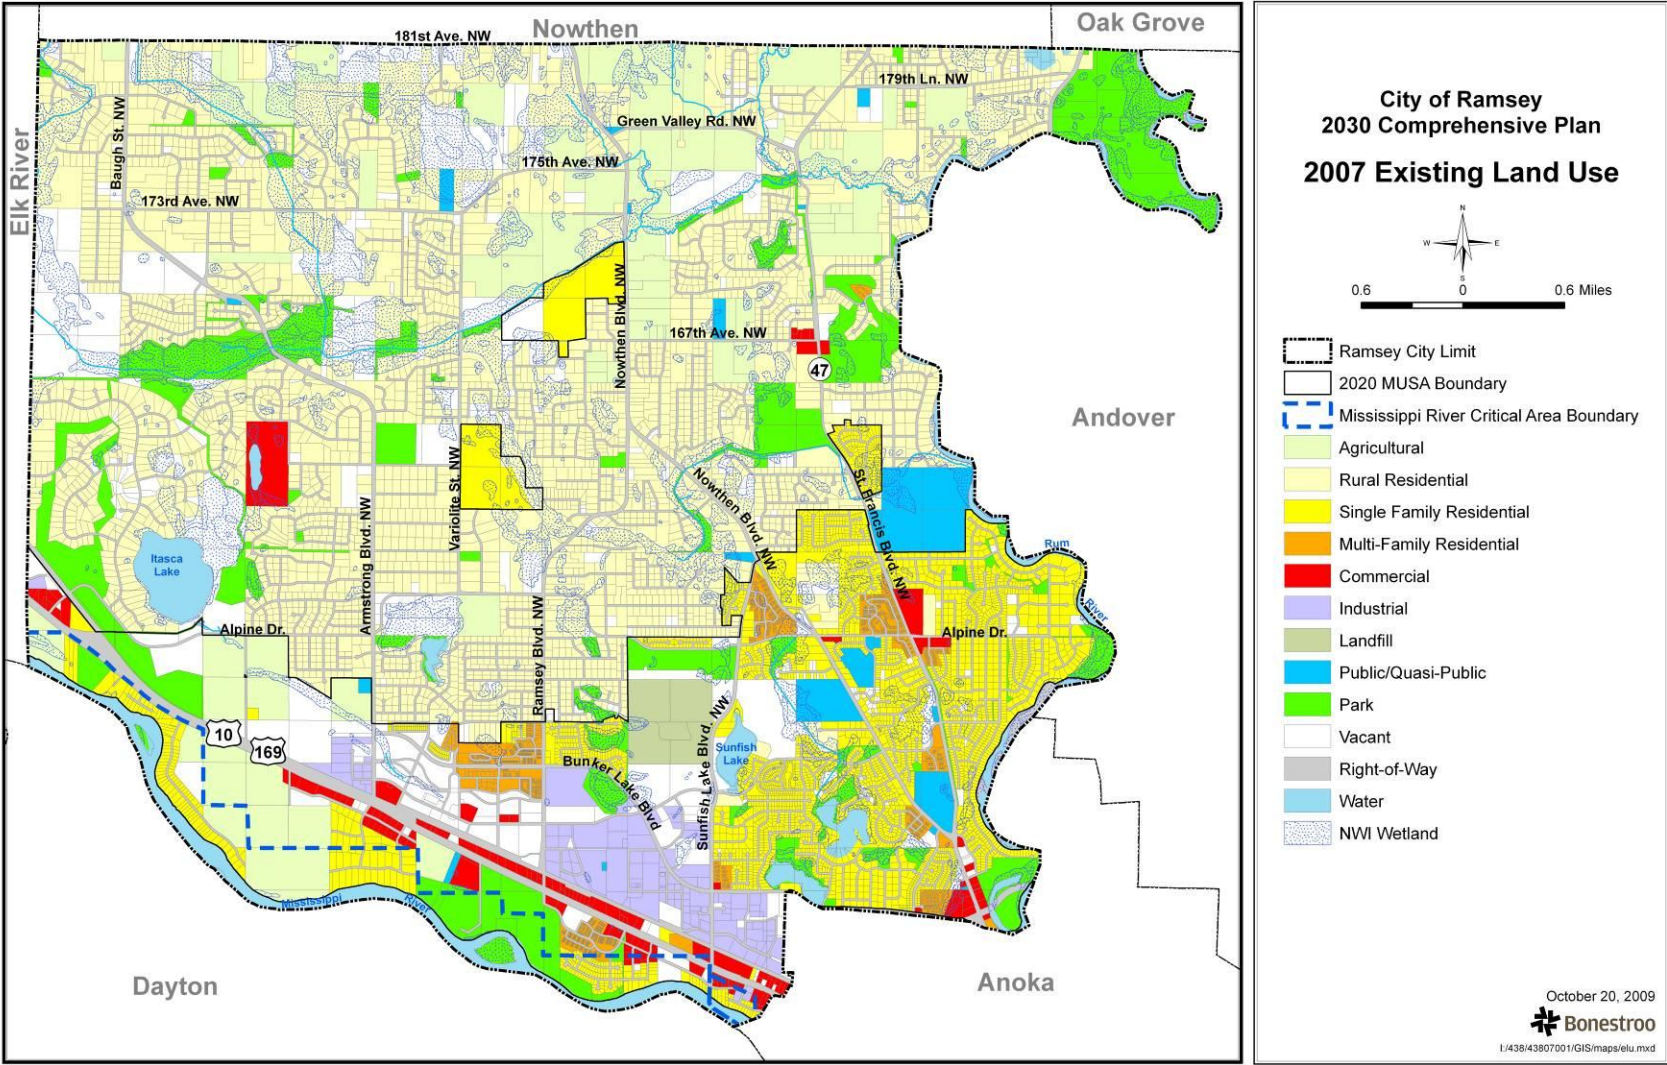 Nowthen
Oak Grove
181st Ave. NW
179th Ln. NW
Baugh St. NW
Green Valley Rd. NW
175th Ave. NW
Elk River
173rd Ave. NW
Nowthen Blvd. NW
167th Ave. NW
47
Andover
Variolite St. NW
Nowthen Blvd. NW
St. Francis Blvd. NW
Armstrong Blvd. NW
Itasca
Lake
Rum
River
Ramsey Blvd. NW
Alpine Dr.
Alpine Dr.
10
169
Sunfish Lake Blvd. NW
Sunfish
Lake
Bunker Lake Blvd
Mississippi
River
Dayton
Anoka
City of Ramsey
2030 Comprehensive Plan
2007 Existing Land Use
N
W E
S
0.6 0 0.6 Miles
Ramsey City Limit
2020 MUSA Boundary
Mississippi River Critical Area Boundary
Agricultural
Rural Residential
Single Family Residential
Multi-Family Residential
Commercial
Industrial
Landfill
Public/Quasi-Public
Park
Vacant
Right-of-Way
Water
NWI Wetland
October 20, 2009
Bonestroo
I:/438/43807001/GIS/maps/elu.mxd